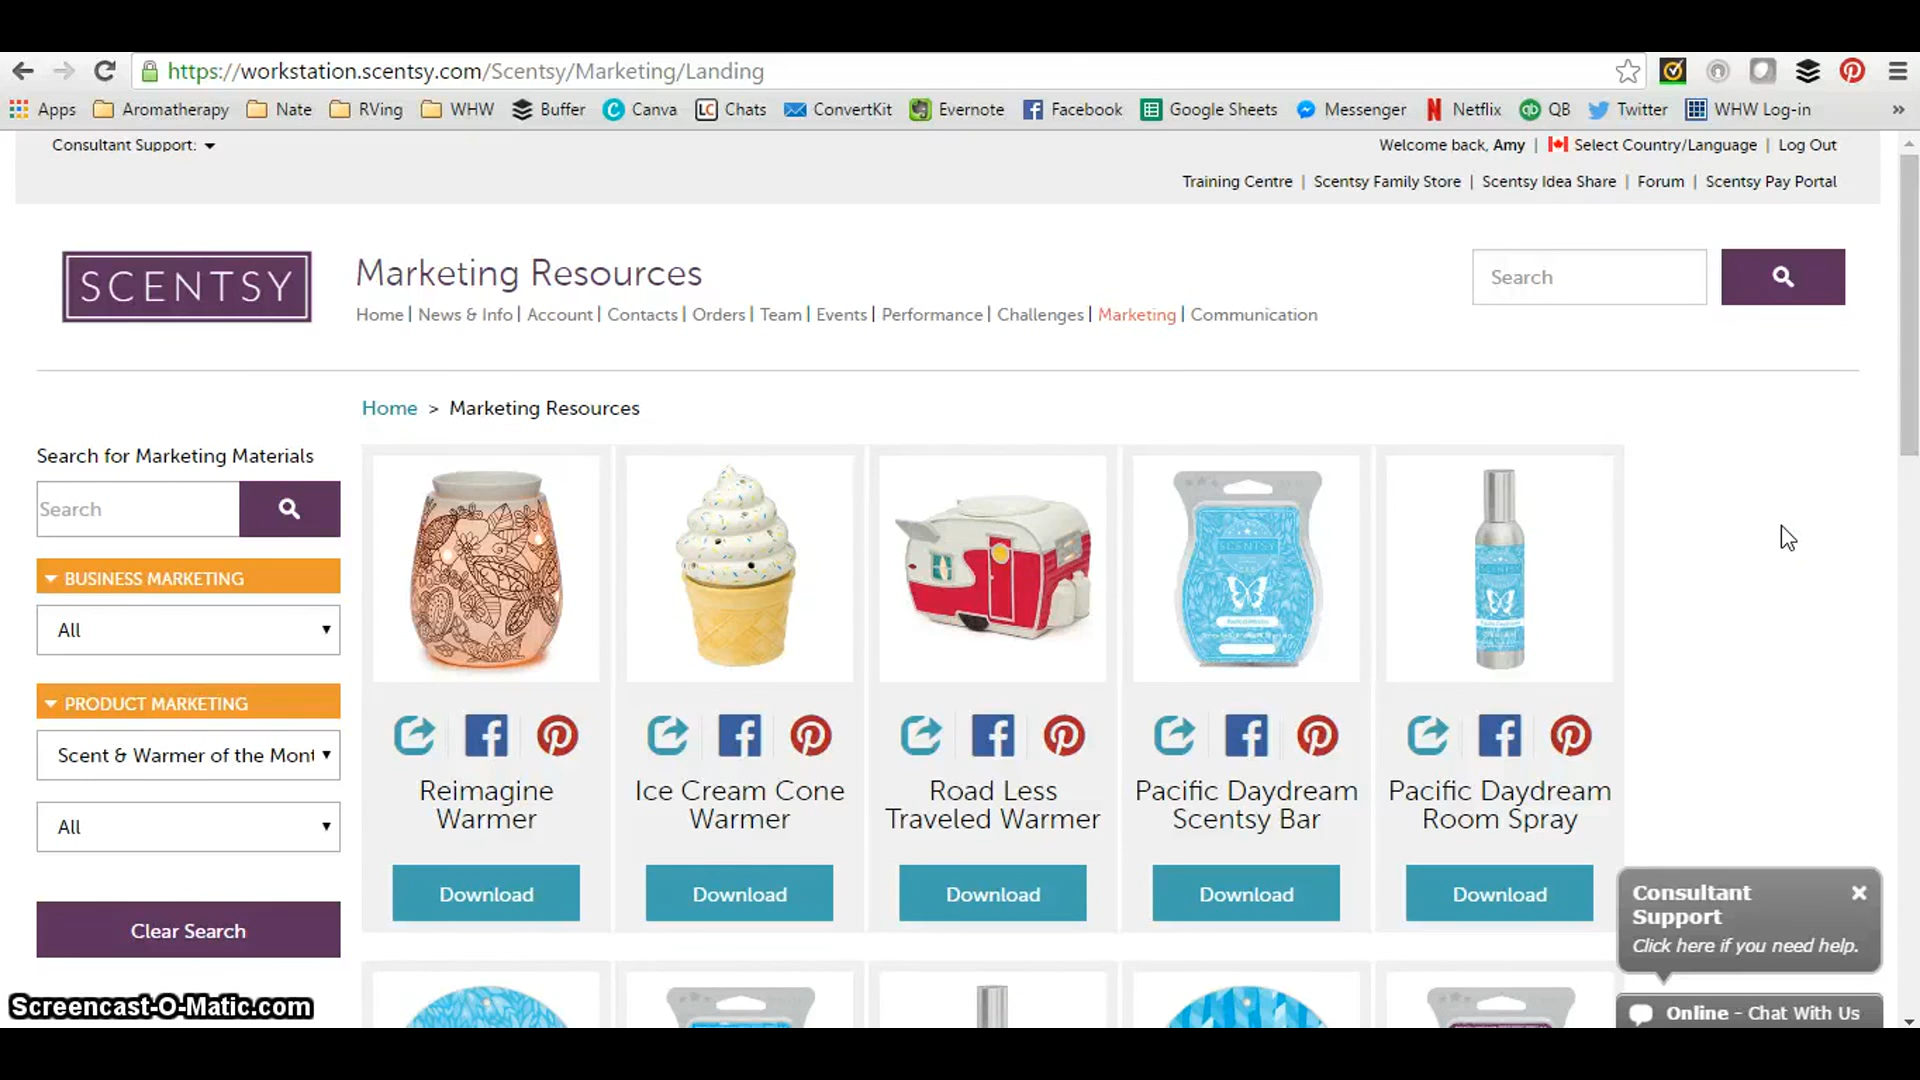 https://workstation.scentsy.com/Scentsy/Marketing/Landing
Apps Aromatherapy Nate RVing WHW Buffer Canva LC Chats ConvertKit Evernote Facebook Google Sheets Messenger Netflix QB Twitter WHW Log-in »
Consultant Support:
Welcome back, Amy | Select Country/Language | Log Out
Training Centre | Scentsy Family Store | Scentsy Idea Share | Forum | Scentsy Pay Portal
SCENTSY
Marketing Resources
Search
Home | News & Info | Account | Contacts | Orders | Team | Events | Performance | Challenges | Marketing | Communication
Home > Marketing Resources
Search for Marketing Materials
Search
BUSINESS MARKETING
All
PRODUCT MARKETING
Scent & Warmer of the Mont
All
Clear Search
Reimagine
Warmer
Download
Ice Cream Cone
Warmer
Download
Road Less
Traveled Warmer
Download
SCENTSY
Pacific Daydream
Scentsy Bar
Download
Pacific Daydream
Room Spray
Download
Consultant
Support
Click here if you need help.
Online - Chat With Us
Screencast-O-Matic.com